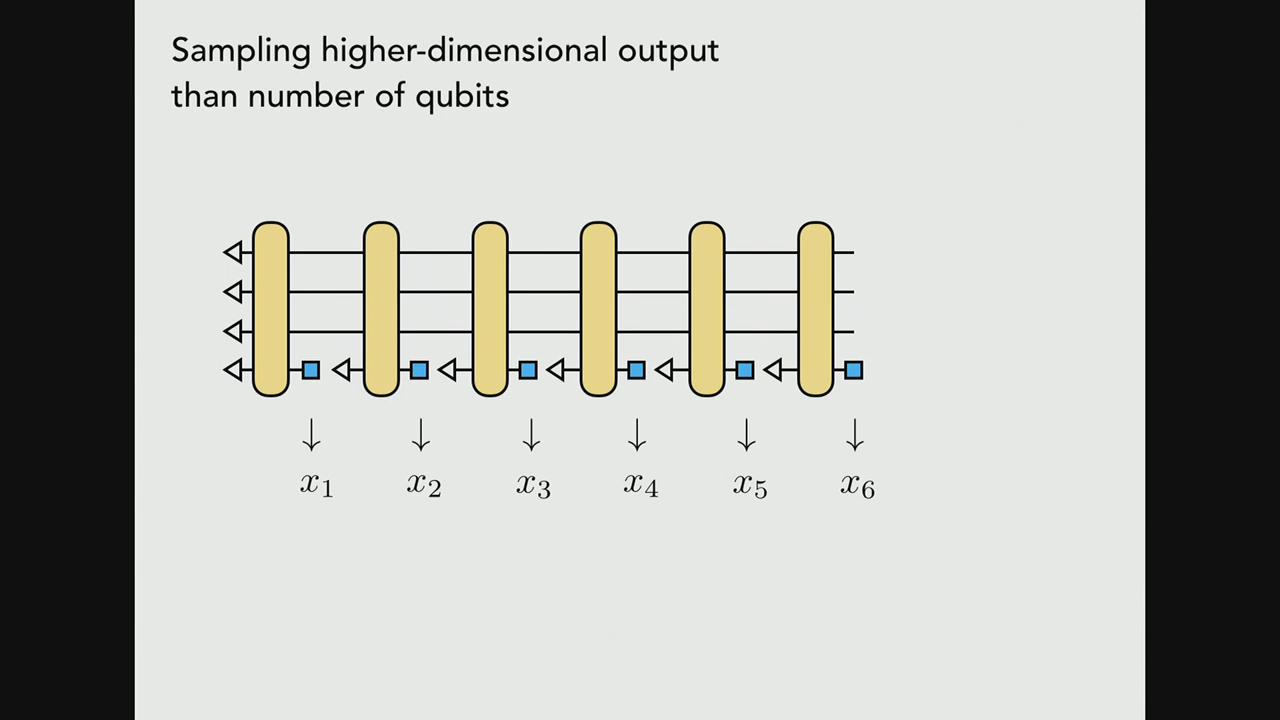 Sampling higher-dimensional output
than number of qubits
↓ ↓ ↓ ↓ ↓ ↓
x₁ x₂ x₃ x₄ x₅ x₆